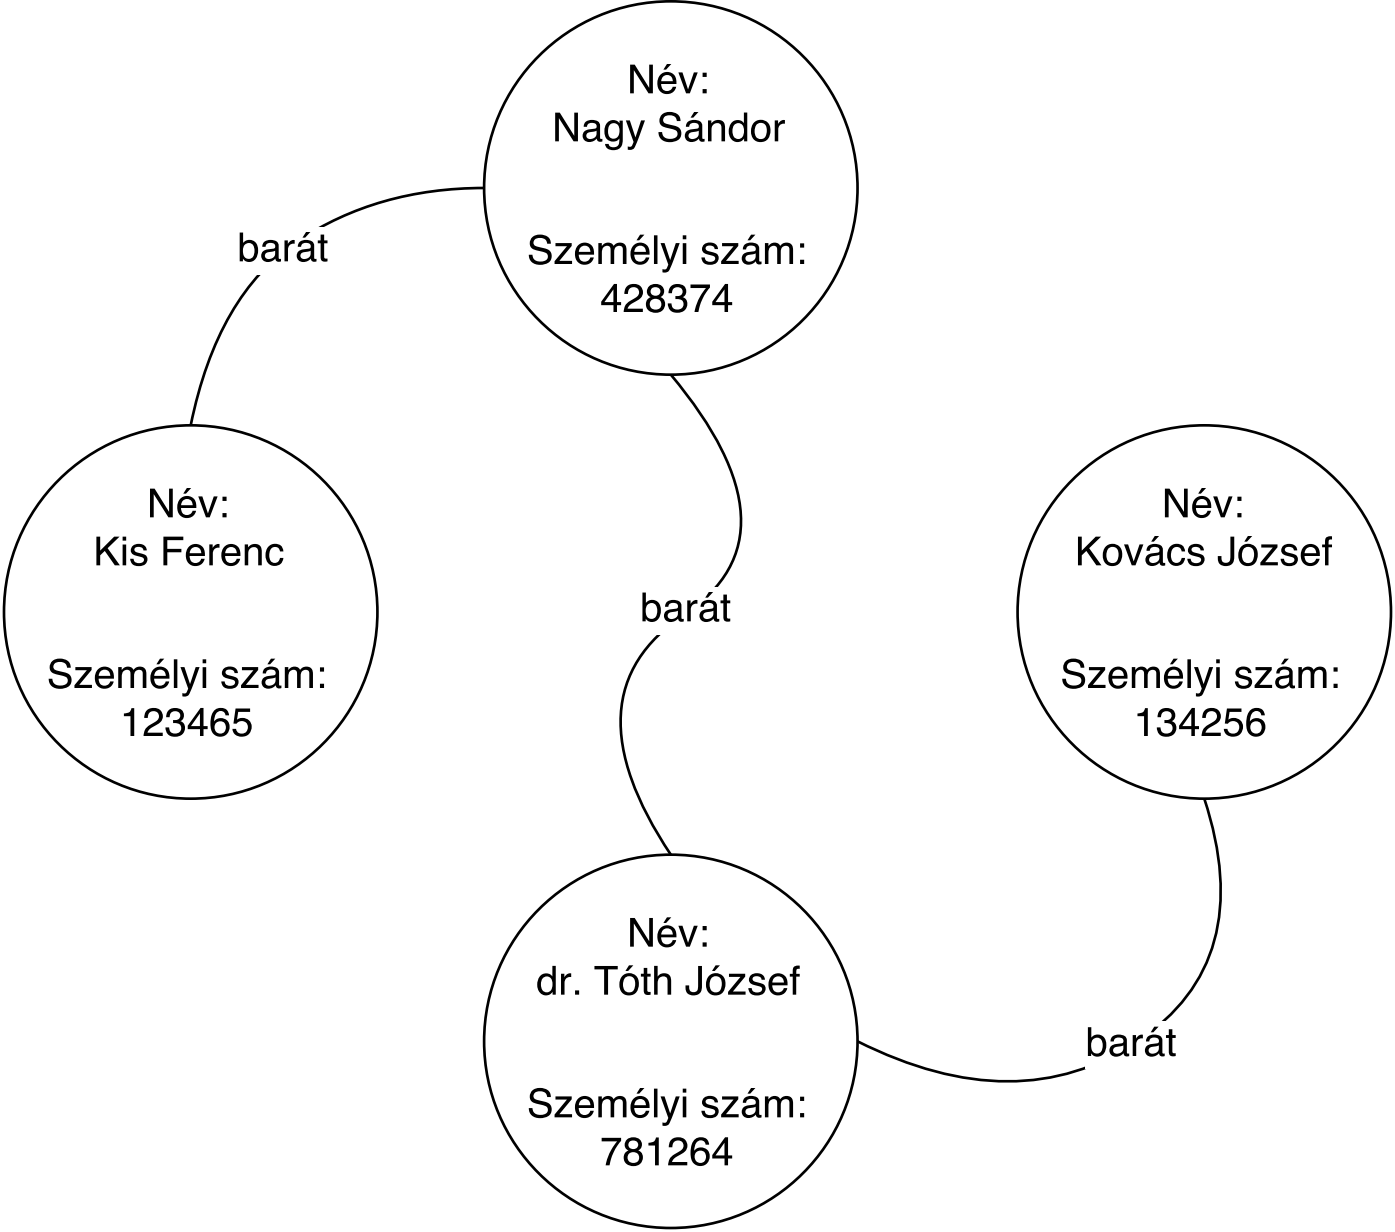 Név:
Nagy Sándor
Személyi szám:
428374
barát
Név:
Kis Ferenc
Személyi szám:
123465
barát
Név:
Kovács József
Személyi szám:
134256
Név:
dr. Tóth József
Személyi szám:
781264
barát